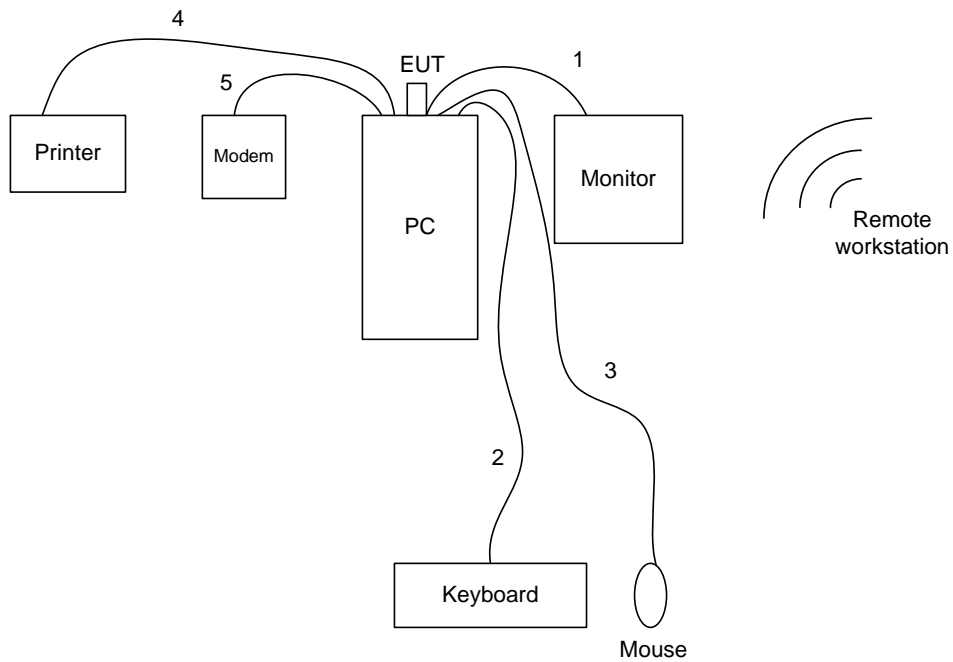 4
EUT
1
5
Printer
Modem
Monitor
PC
Remote
workstation
3
2
Keyboard
Mouse